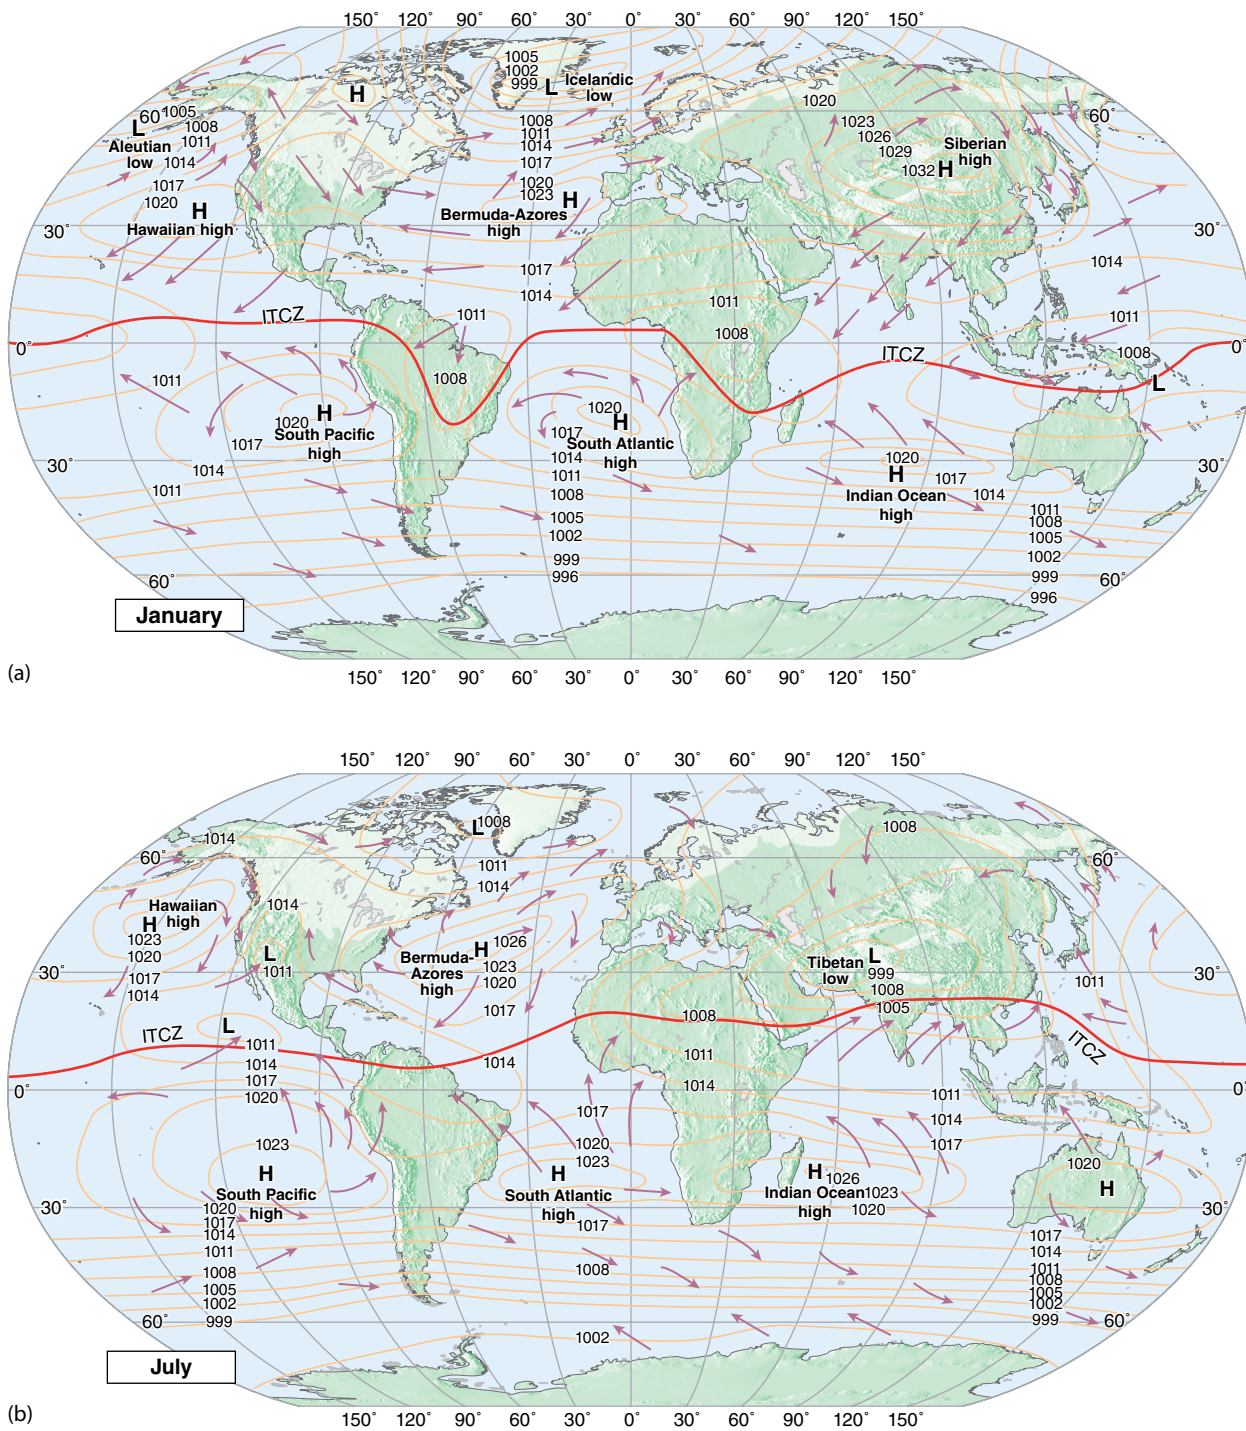 (a)
150° 120° 90° 60° 30° 0° 30° 60° 90° 120° 150°
1005
1002
999
L
Icelandic
low
H
60°
1005
1008
1011
L
Aleutian
low
1014
1017
1020
H
Hawaiian high
1008
1011
1014
1017
1020
1023
H
Bermuda-Azores
high
1020
1023
1026
1029
1032
H
Siberian
high
60°
30°
30°
1017
1014
1014
1011
1011
1008
1011
1008
L
ITCZ
ITCZ
0°
0°
1011
1008
1011
1020
H
South Pacific
high
1017
1014
1011
1020
H
1017
South Atlantic
high
1014
1011
1008
1005
1002
999
996
1020
H
1017
Indian Ocean
high
1014
1011
1008
1005
1002
999
996
30°
30°
60°
60°
January
150° 120° 90° 60° 30° 0° 30° 60° 90° 120° 150°
150° 120° 90° 60° 30° 0° 30° 60° 90° 120° 150°
1014
L
1008
1008
60°
60°
1011
1014
1014
Hawaiian
high
H
1023
1020
1017
1014
L
1011
H
1026
Bermuda-
Azores
high
1023
1020
1017
L
Tibetan
low
999
1008
1005
1011
30°
30°
ITCZ
L
1011
1014
1017
1020
1014
1008
1011
1014
ITCZ
0°
0°
1011
1014
1017
1017
1020
1023
1023
H
South Pacific
high
1020
1017
1014
1011
1008
1005
1002
999
H
South Atlantic
high
1017
1008
1002
H
1026
Indian Ocean
high
1023
1020
1020
H
1017
1014
1011
1008
1005
1002
999
30°
30°
60°
60°
July
(b)
150° 120° 90° 60° 30° 0° 30° 60° 90° 120° 150°